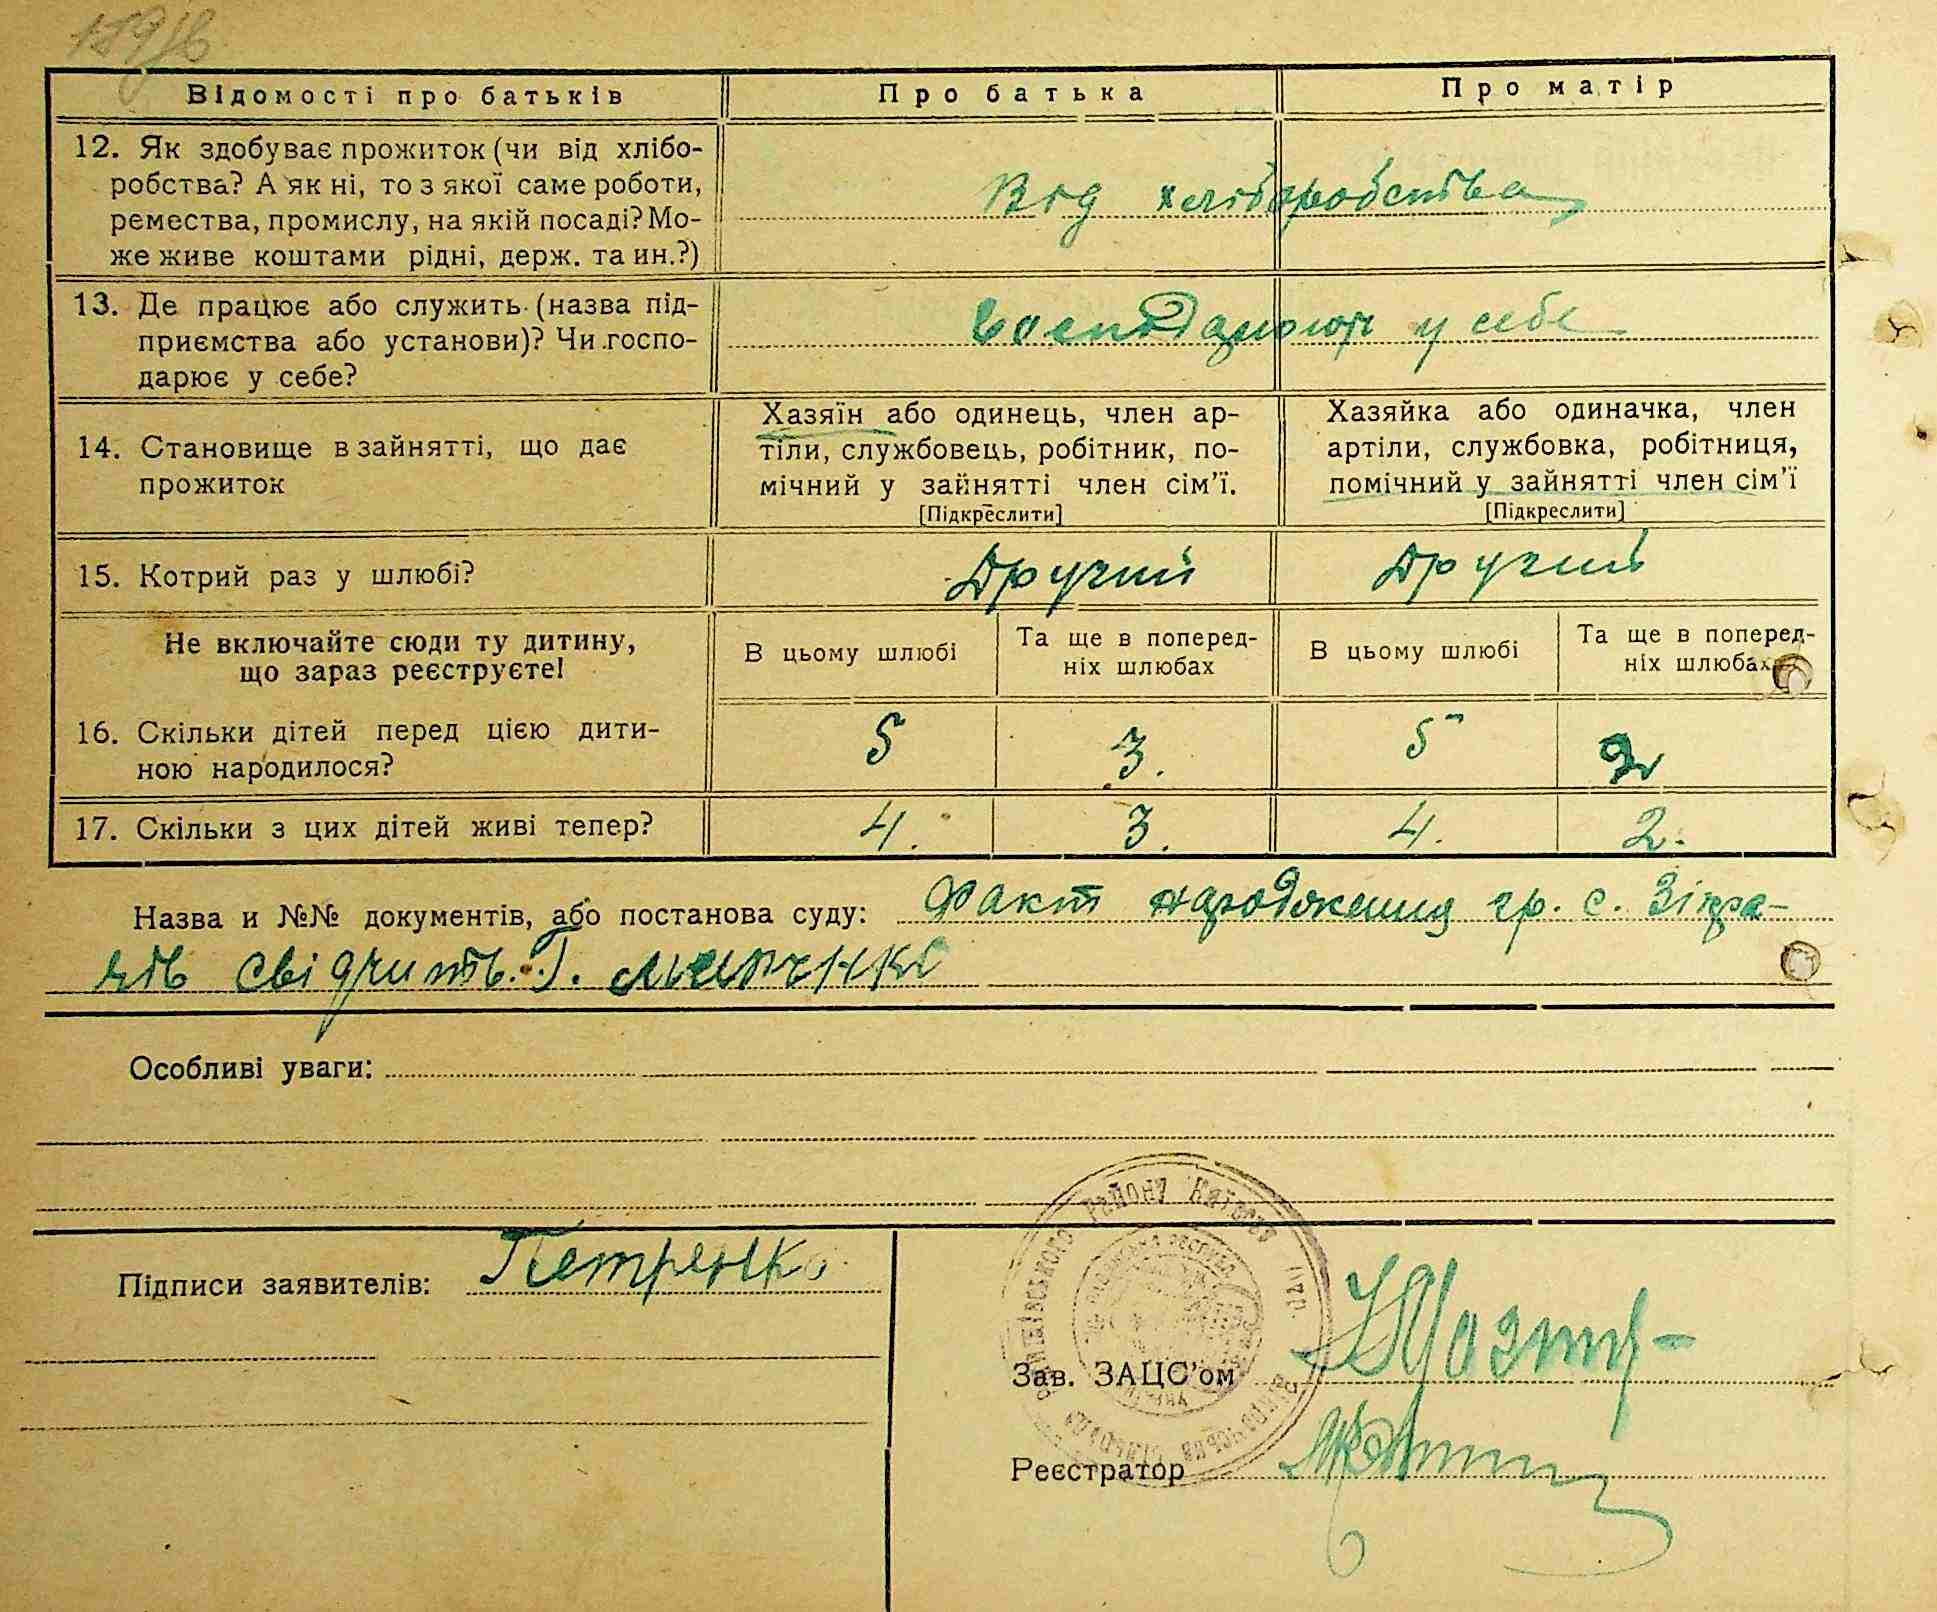 Відомості про батьків
Про батька
Про матір
12. Як здобуває прожиток (чи від хлібо-
робства? А як ні, то з якої саме роботи,
ремества, промислу, на якій посаді? Мо-
же живе коштами рідні, держ. та ин.?)
Від хліборобства
13. Де працює або служить (назва під-
приємства або установи)? Чи госпо-
дарює у себе?
Господарюют у себе
14. Становище в зайнятті, що дає
прожиток
Хазяїн або одинець, член ар-
тіли, службовець, робітник, по-
мічний у зайнятті член сім'ї.
[Підкреслити]
Хазяйка або одиначка, член
артіли, службовка, робітниця,
помічний у зайнятті член сім'ї
[Підкреслити]
15. Котрий раз у шлюбі?
Другий
Другий
Не включайте сюди ту дитину,
що зараз реєструєте!
В цьому шлюбі
Та ще в поперед-
ніх шлюбах
В цьому шлюбі
Та ще в поперед-
ніх шлюбах
16. Скільки дітей перед цією дити-
ною народилося?
5
3.
5
2
17. Скільки з цих дітей живі тепер?
4.
3.
4.
2.
Назва и №№ документів, або постанова суду: Факт народження гр. с.
свідчить
Особливі уваги:
Підписи заявителів: Петренко
Зав. ЗАЦС'ом
Реєстратор